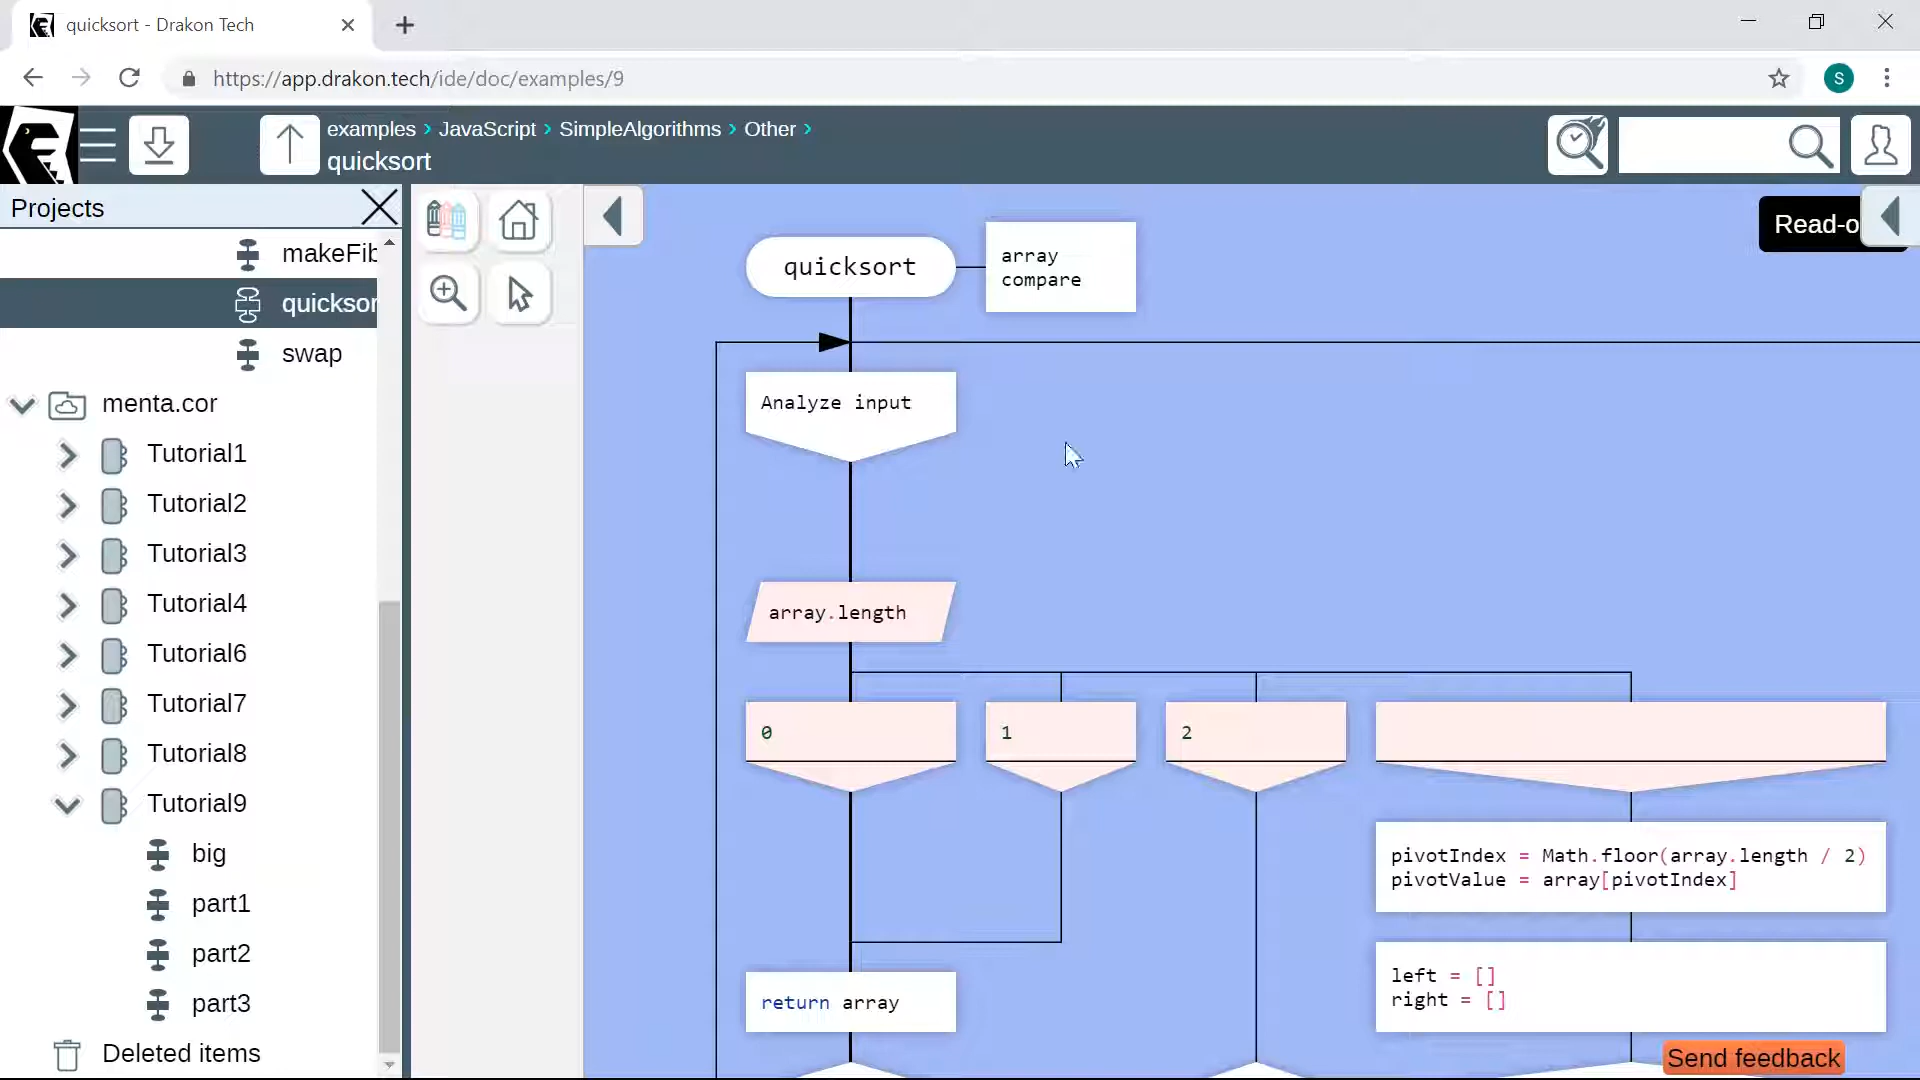 quicksort - Drakon Tech
https://app.drakon.tech/ide/doc/examples/9
S
examples › JavaScript › SimpleAlgorithms › Other ›
quicksort
Projects
makeFib
quicksor
swap
menta.cor
Tutorial1
Tutorial2
Tutorial3
Tutorial4
Tutorial6
Tutorial7
Tutorial8
Tutorial9
big
part1
part2
part3
Deleted items
Read-o
quicksort
array
compare
Analyze input
array.length
0
1
2
pivotIndex = Math.floor(array.length / 2)
pivotValue = array[pivotIndex]
left = []
right = []
return array
Send feedback